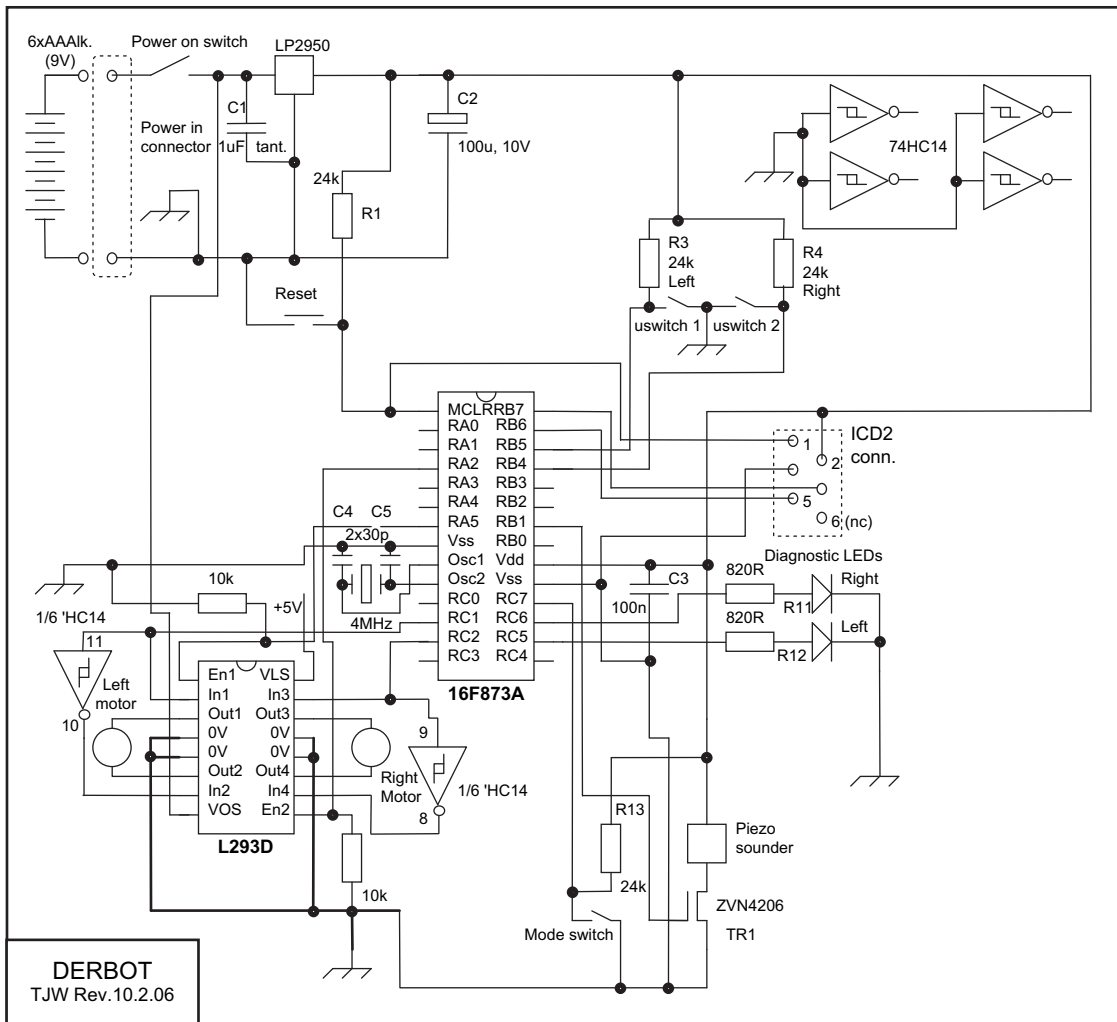 6xAAAlk.
(9V)
Power on switch
LP2950
C1
1uF tant.
Power in
connector
C2
100u, 10V
74HC14
24k
R1
R3
24k
Left
R4
24k
Right
Reset
uswitch 1
uswitch 2
MCLR
RB7
RA0
RB6
RA1
RB5
RA2
RB4
RA3
RB3
RA4
RB2
RA5
RB1
Vss
RB0
Osc1
Vdd
Osc2
Vss
RC0
RC7
RC1
RC6
RC2
RC5
RC3
RC4
16F873A
1
2
5
6 (nc)
ICD2
conn.
C4
C5
2x30p
4MHz
C3
100n
Diagnostic LEDs
820R
R11
Right
820R
R12
Left
10k
+5V
1/6 'HC14
11
10
Left
motor
En1
VLS
In1
In3
Out1
Out3
0V
0V
0V
0V
Out2
Out4
In2
In4
VOS
En2
L293D
Right
Motor
9
8
1/6 'HC14
10k
R13
24k
Mode switch
Piezo
sounder
ZVN4206
TR1
DERBOT
TJW Rev.10.2.06